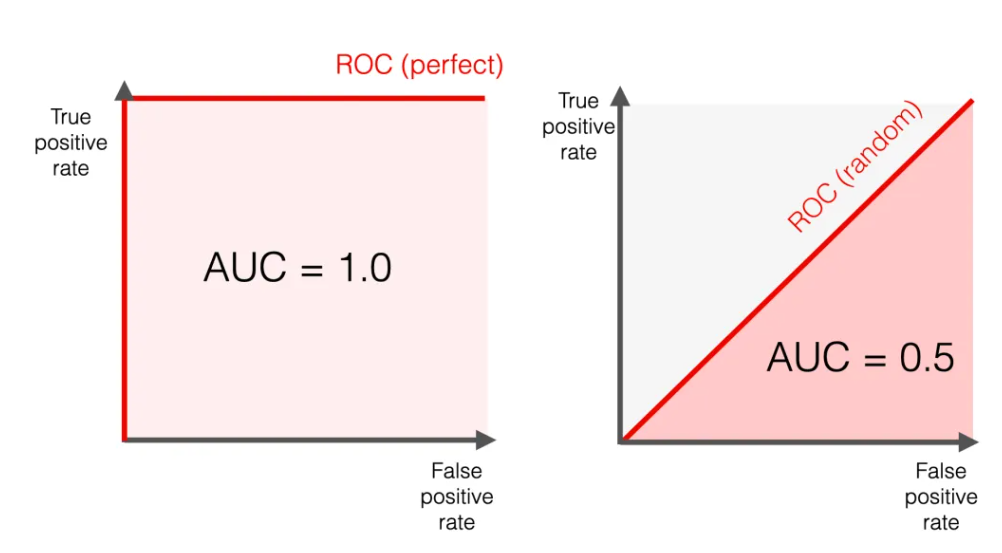 ROC (perfect)
True
positive
rate
AUC = 1.0
False
positive
rate
True
positive
rate
ROC (random)
AUC = 0.5
False
positive
rate